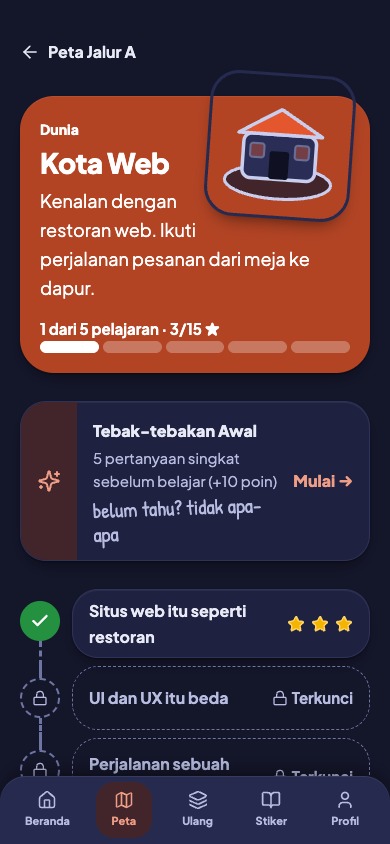 Peta Jalur A
Dunia
Kota Web
Kenalan dengan
restoran web. Ikuti
perjalanan pesanan dari meja ke
dapur.
1 dari 5 pelajaran · 3/15
Tebak-tebakan Awal
5 pertanyaan singkat
sebelum belajar (+10 poin)
Mulai →
belum tahu? tidak apa-
apa
Situs web itu seperti
restoran
UI dan UX itu beda
Terkunci
Perjalanan sebuah
Terkunci
Beranda
Peta
Ulang
Stiker
Profil